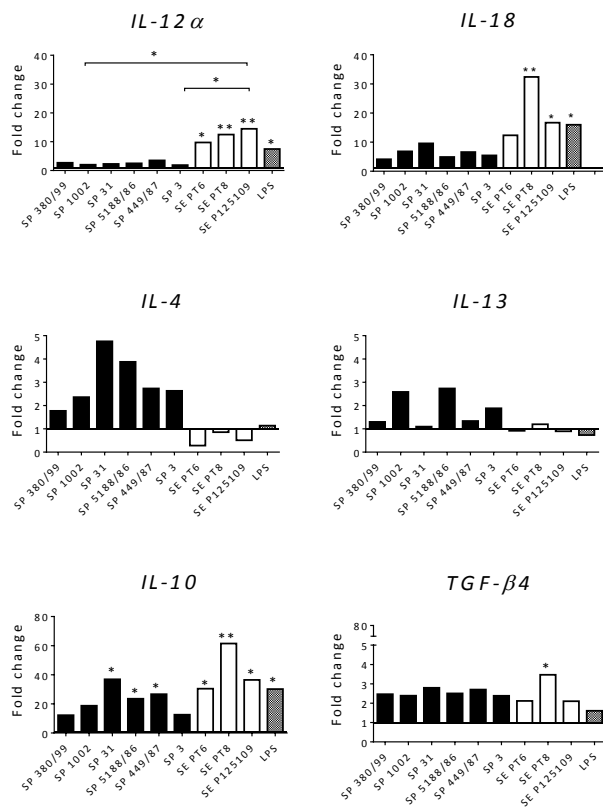 IL-12α
Fold change
40
30
20
10
1
*
*
* ** ** *
SP 380/99
SP 1002
SP 31
SP 5188/86
SP 449/87
SP 3
SE PT6
SE PT8
SE P125109
LPS
IL-18
Fold change
40
30
20
10
0
** * *
SP 380/99
SP 1002
SP 31
SP 5188/86
SP 449/87
SP 3
SE PT6
SE PT8
SE P125109
LPS
IL-4
Fold change
5
4
3
2
1
0
SP 380/99
SP 1002
SP 31
SP 5188/86
SP 449/87
SP 3
SE PT6
SE PT8
SE P125109
LPS
IL-13
Fold change
5
4
3
2
1
0
SP 380/99
SP 1002
SP 31
SP 5188/86
SP 449/87
SP 3
SE PT6
SE PT8
SE P125109
LPS
IL-10
Fold change
80
60
40
20
1
* * * * ** * *
SP 380/99
SP 1002
SP 31
SP 5188/86
SP 449/87
SP 3
SE PT6
SE PT8
SE P125109
LPS
TGF-β4
Fold change
80
5
4
3
2
1
0
*
SP 380/99
SP 1002
SP 31
SP 5188/86
SP 449/87
SP 3
SE PT6
SE PT8
SE P125109
LPS